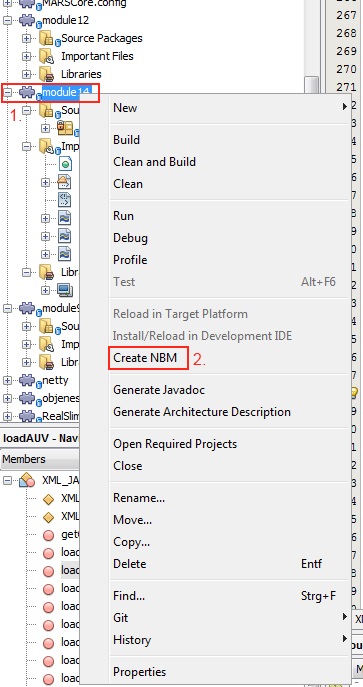 MARSCore.config
module12
Source Packages
Important Files
Libraries
module14
1.
Sou
Imp
Libr
module9
Sou
Imp
Libr
netty
objenes
RealSlim
New
Build
Clean and Build
Clean
Run
Debug
Profile
Test Alt+F6
Reload in Target Platform
Install/Reload in Development IDE
Create NBM 2.
Generate Javadoc
Generate Architecture Description
Open Required Projects
Close
Rename...
Move...
Copy...
Delete Entf
Find... Strg+F
Git
History
Properties
loadAUV - Navi
Members
XML_JA
XML
XML
get
load
load
load
load
load
load
load
265
266
267
268
269
270
271